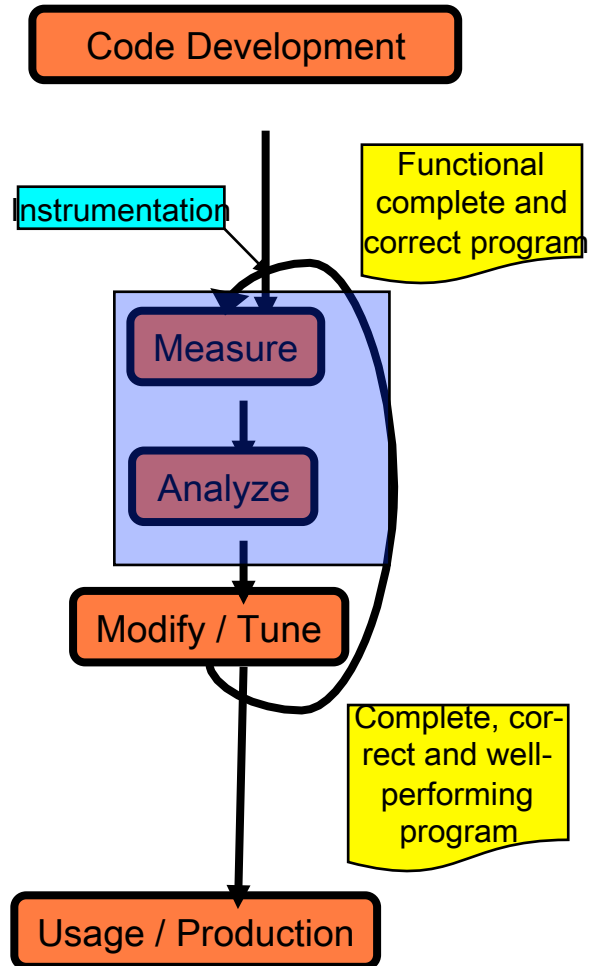 Code Development
Functional
complete and
correct program
Instrumentation
Measure
Analyze
Modify / Tune
Complete, cor-
rect and well-
performing
program
Usage / Production